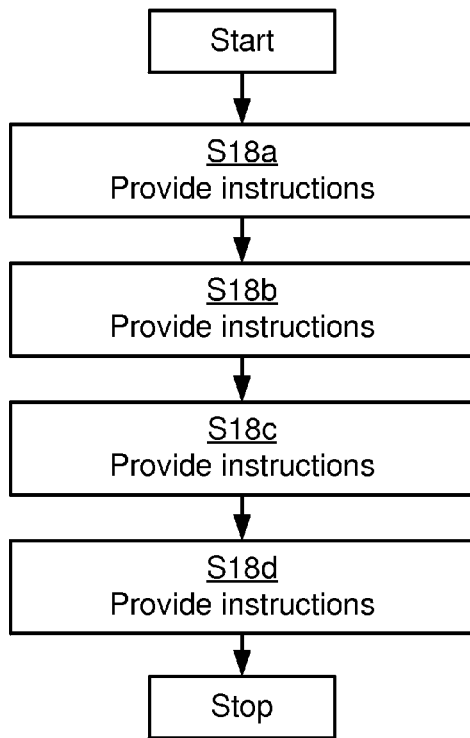 Start
S18a
Provide instructions
S18b
Provide instructions
S18c
Provide instructions
S18d
Provide instructions
Stop